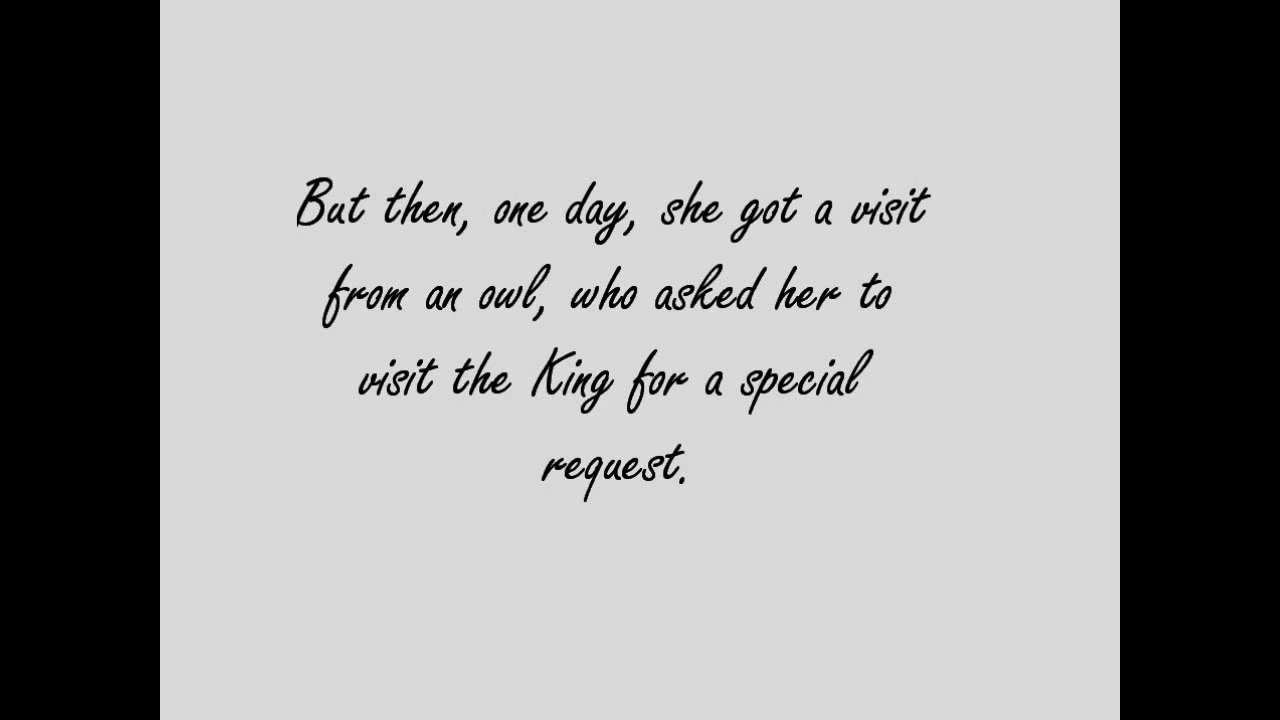 But then, one day, she got a visit
from an owl, who asked her to
visit the King for a special
request.